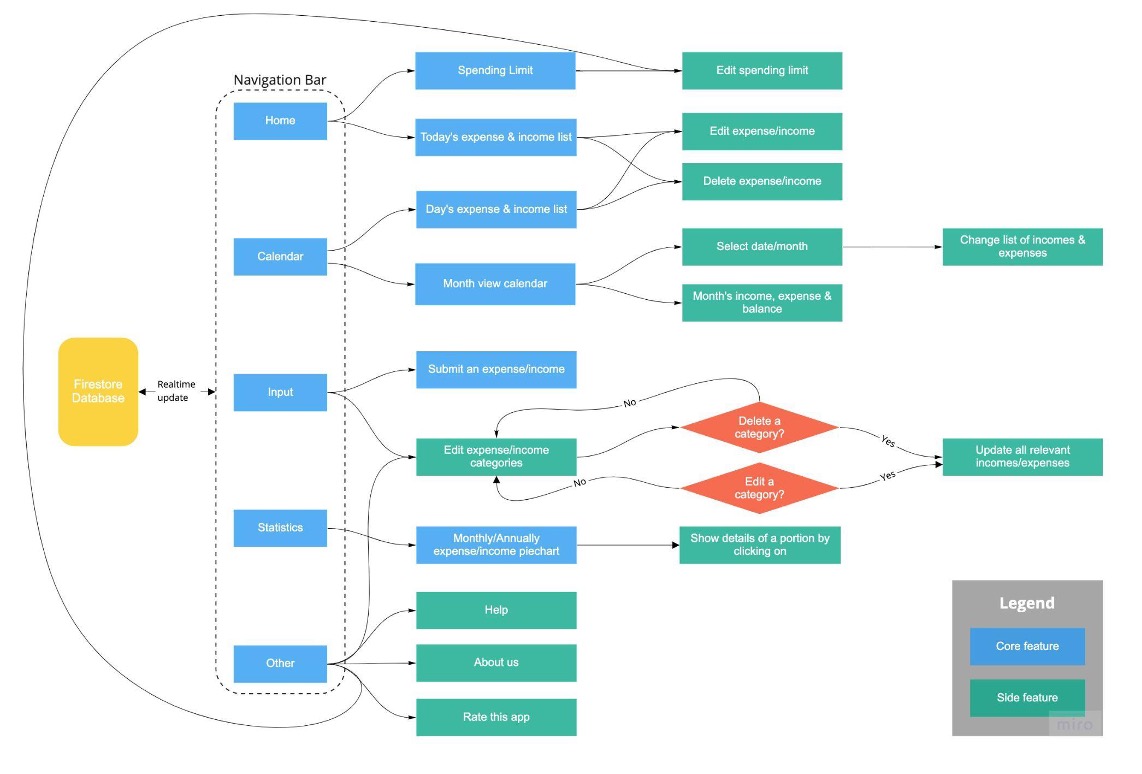 Navigation Bar
Home
Calendar
Input
Statistics
Other
Firestore
Database
Realtime
update
Spending Limit
Edit spending limit
Today's expense & income list
Edit expense/income
Delete expense/income
Day's expense & income list
Month view calendar
Select date/month
Change list of incomes &
expenses
Month's income, expense &
balance
Submit an expense/income
Edit expense/income
categories
No
Delete a
category?
Yes
No
Edit a
category?
Yes
Update all relevant
incomes/expenses
Monthly/Annually
expense/income piechart
Show details of a portion by
clicking on
Help
About us
Rate this app
Legend
Core feature
Side feature
miro